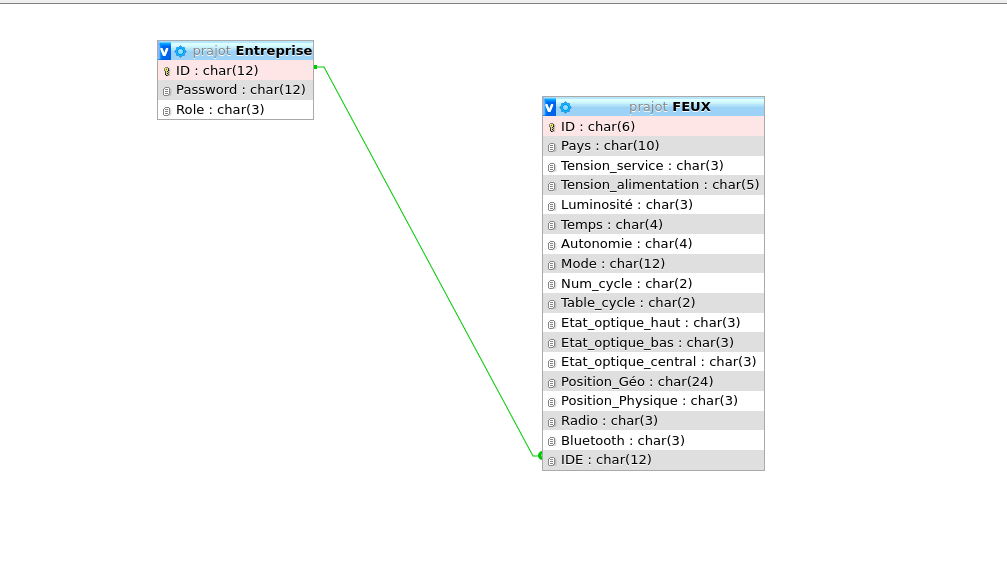 v prajot Entreprise
ID : char(12)
Password : char(12)
Role : char(3)
v prajot FEUX
ID : char(6)
Pays : char(10)
Tension_service : char(3)
Tension_alimentation : char(5)
Luminosité : char(3)
Temps : char(4)
Autonomie : char(4)
Mode : char(12)
Num_cycle : char(2)
Table_cycle : char(2)
Etat_optique_haut : char(3)
Etat_optique_bas : char(3)
Etat_optique_central : char(3)
Position_Géo : char(24)
Position_Physique : char(3)
Radio : char(3)
Bluetooth : char(3)
IDE : char(12)